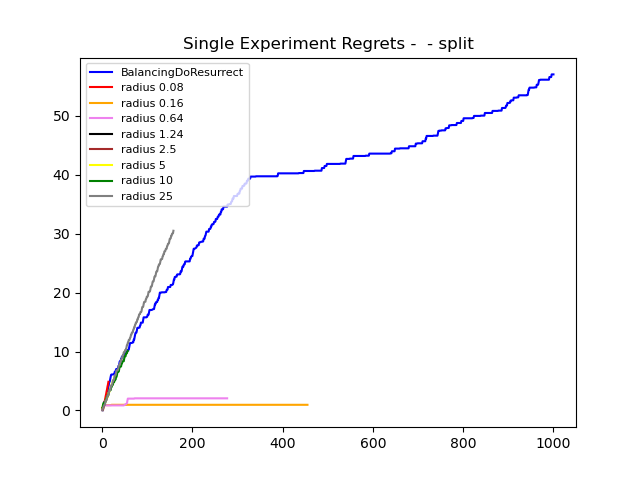 Single Experiment Regrets -  - split
BalancingDoResurrect
radius 0.08
radius 0.16
radius 0.64
radius 1.24
radius 2.5
radius 5
radius 10
radius 25
50
40
30
20
10
0
0 200 400 600 800 1000